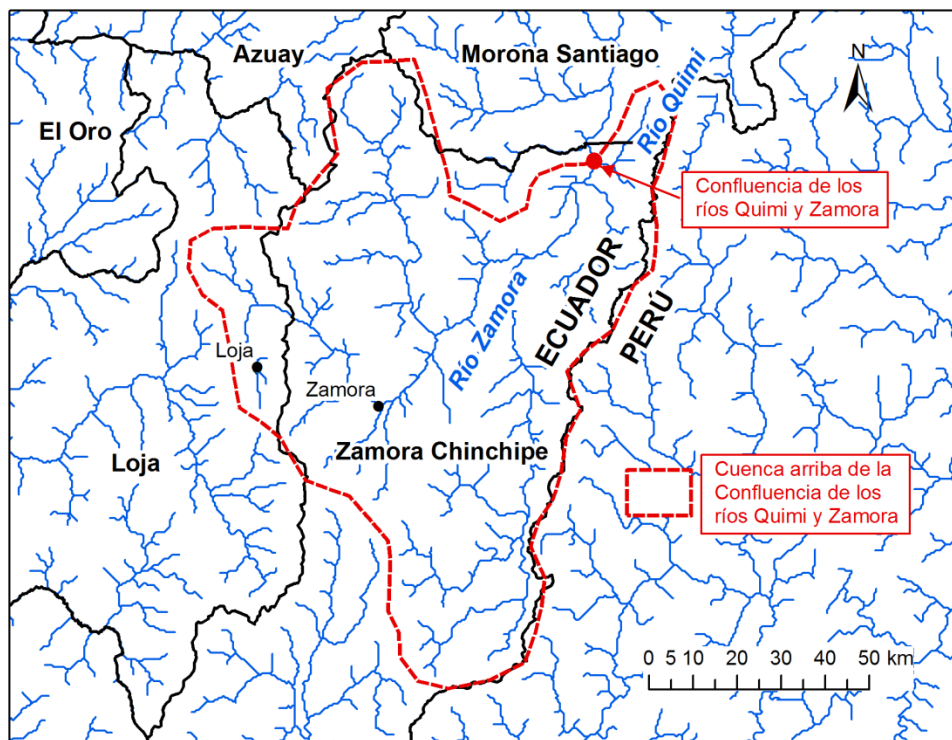 Azuay
Morona Santiago
N
El Oro
Río Quimi
Confluencia de los
ríos Quimi y Zamora
ECUADOR
PERÚ
Río Zamora
Loja
Zamora
Loja
Zamora Chinchipe
Cuenca arriba de la
Confluencia de los
ríos Quimi y Zamora
0 5 10 20 30 40 50 km